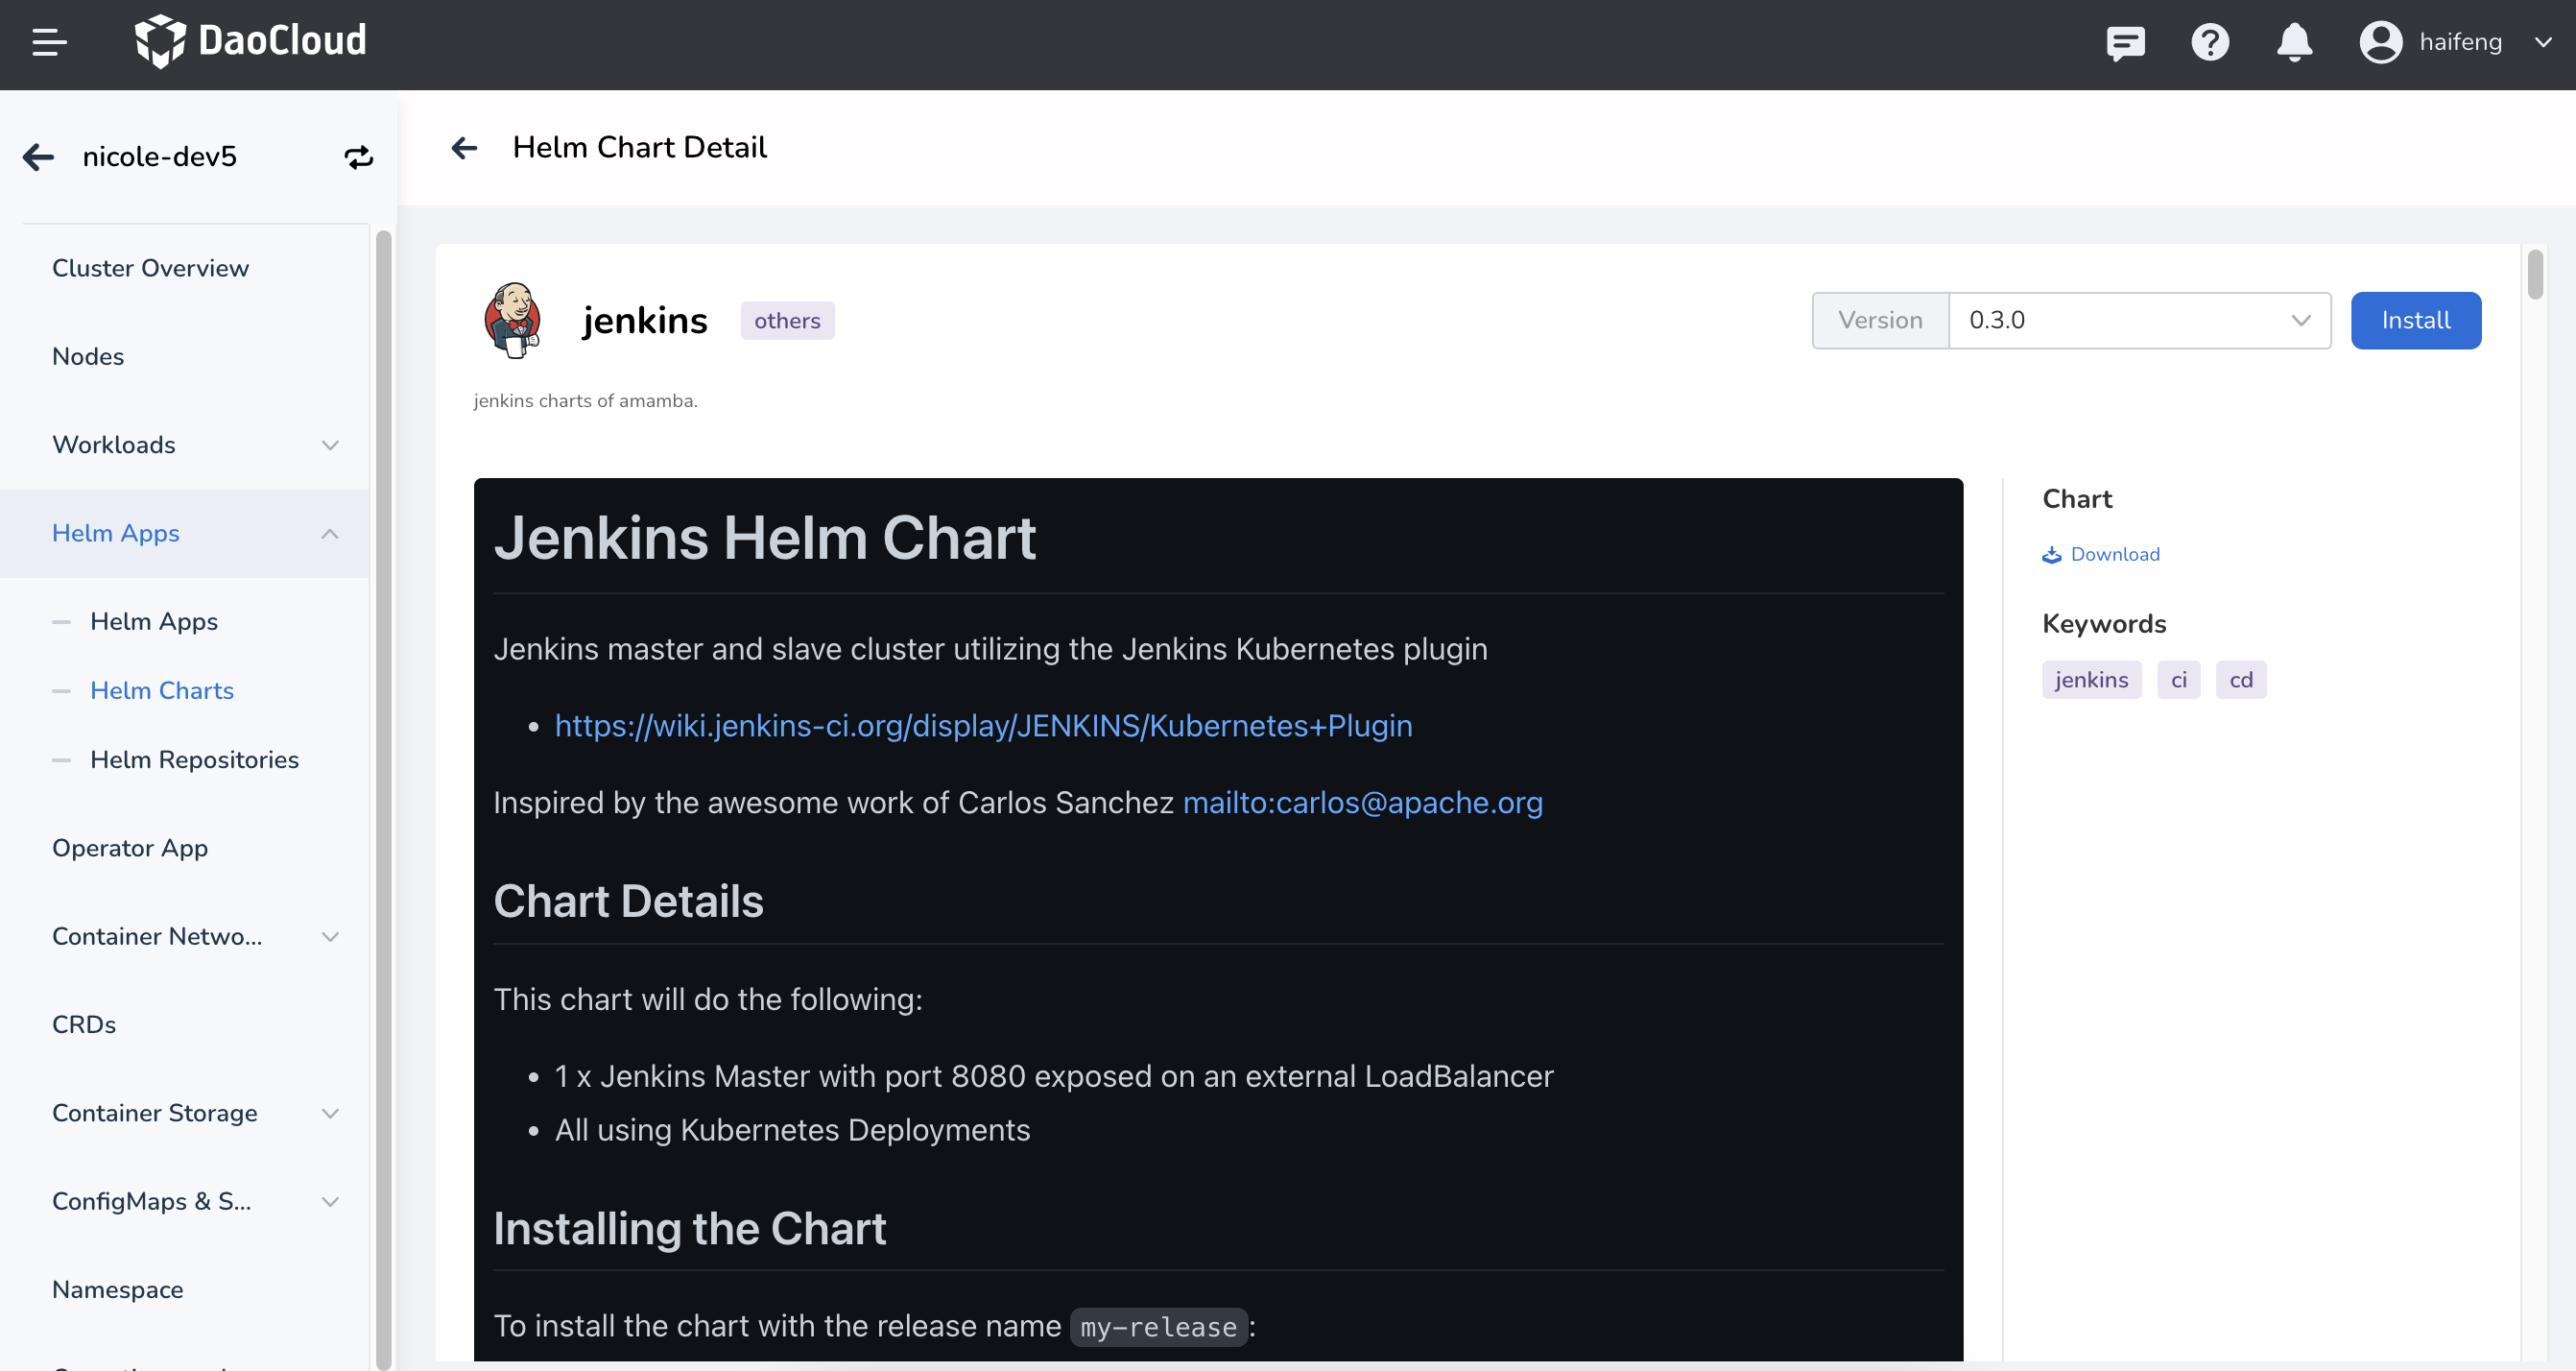 DaoCloud
haifeng
nicole-dev5
Cluster Overview
Nodes
Workloads
Helm Apps
Helm Apps
Helm Charts
Helm Repositories
Operator App
Container Netwo...
CRDs
Container Storage
ConfigMaps & S...
Namespace
Helm Chart Detail
jenkins
others
Version
0.3.0
Install
jenkins charts of amamba.
Jenkins Helm Chart
Jenkins master and slave cluster utilizing the Jenkins Kubernetes plugin
• https://wiki.jenkins-ci.org/display/JENKINS/Kubernetes+Plugin
Inspired by the awesome work of Carlos Sanchez mailto:carlos@apache.org
Chart Details
This chart will do the following:
• 1 x Jenkins Master with port 8080 exposed on an external LoadBalancer
• All using Kubernetes Deployments
Installing the Chart
To install the chart with the release name my-release:
Chart
Download
Keywords
jenkins
ci
cd